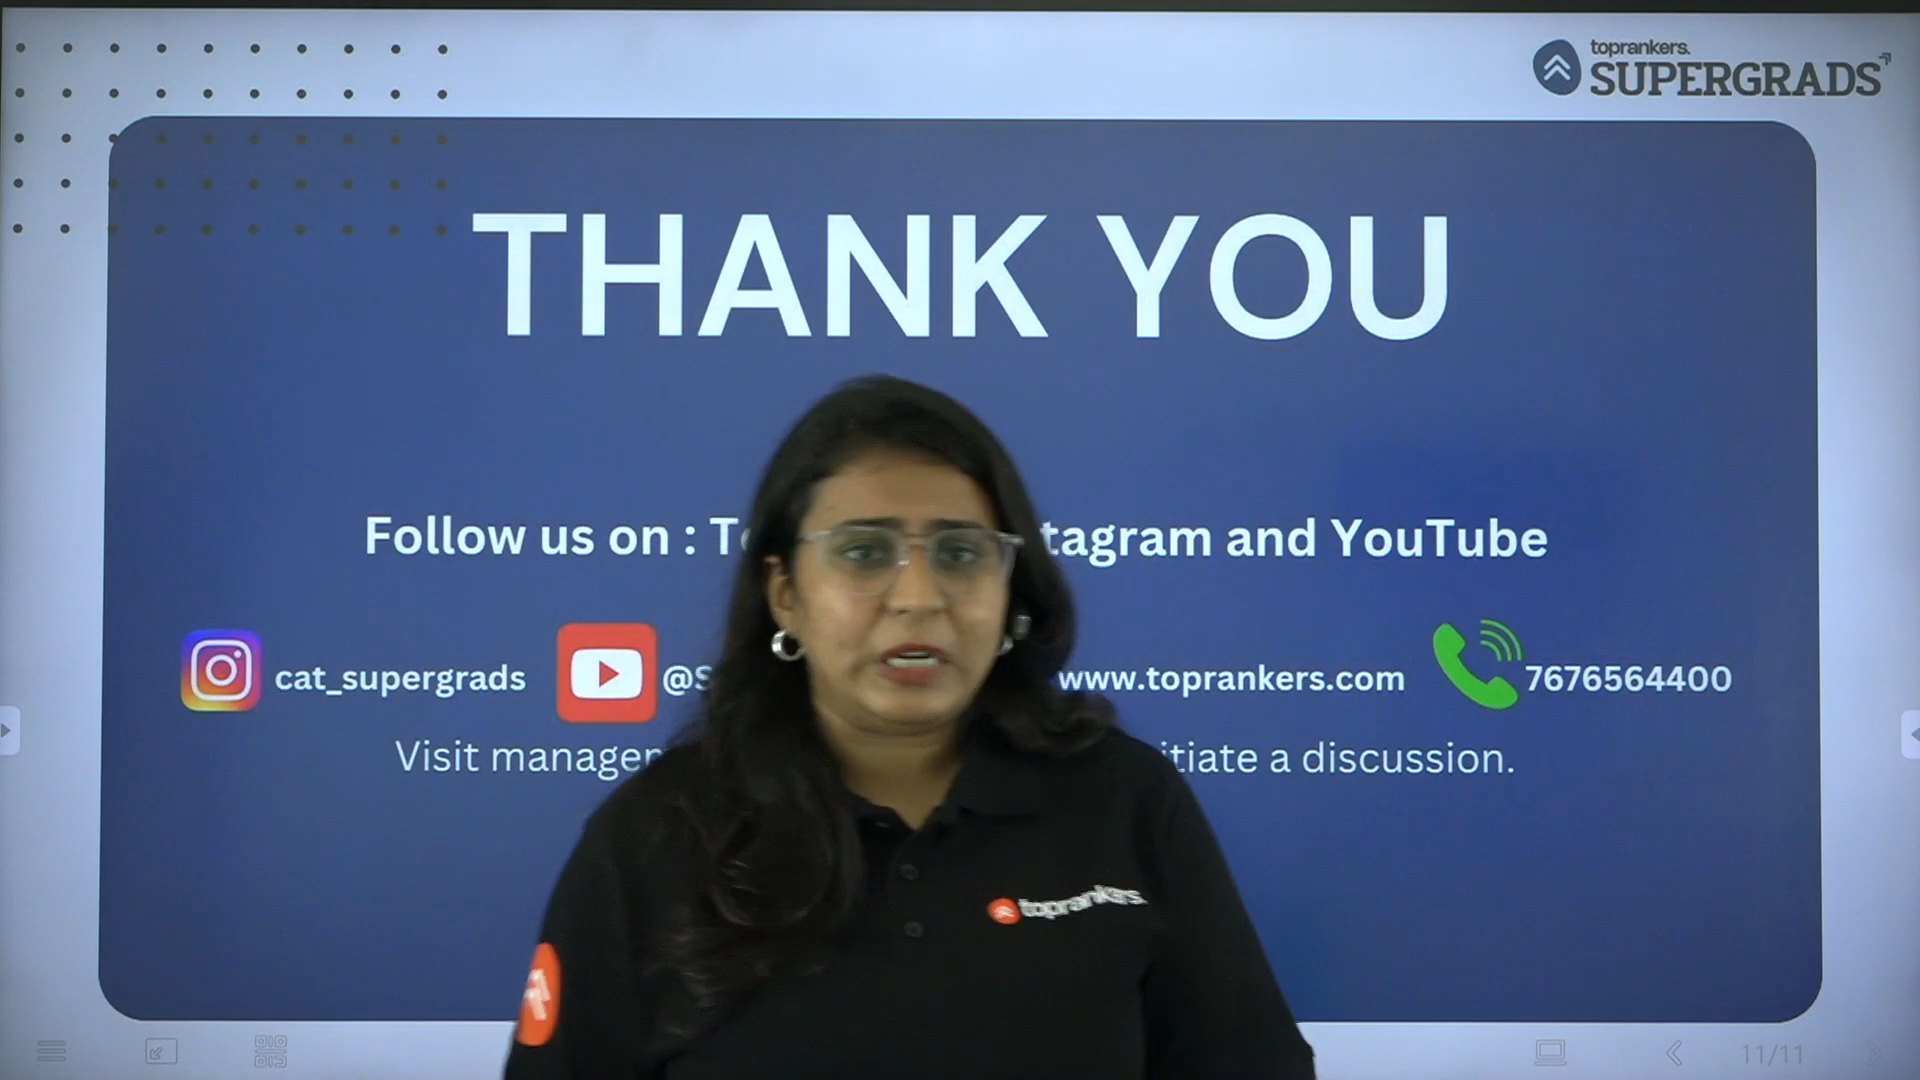 toprankers.
SUPERGRADS
THANK YOU
Follow us on : tagram and YouTube
cat_supergrads @S www.toprankers.com 7676564400
Visit manager itiate a discussion.
toprankers.
11/11